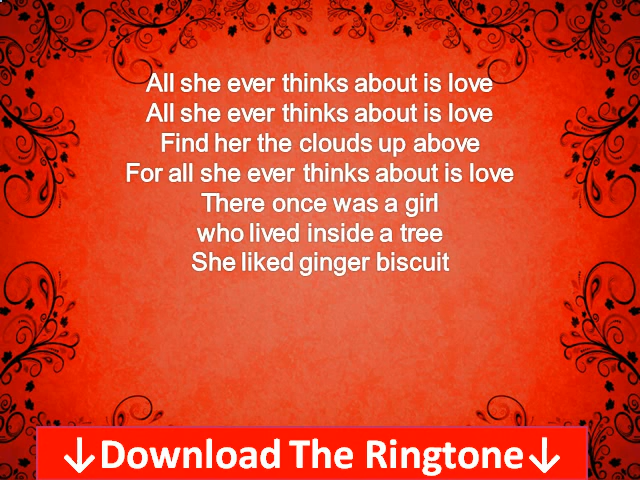 All she ever thinks about is love
All she ever thinks about is love
Find her the clouds up above
For all she ever thinks about is love
There once was a girl
who lived inside a tree
She liked ginger biscuit
↓Download The Ringtone↓